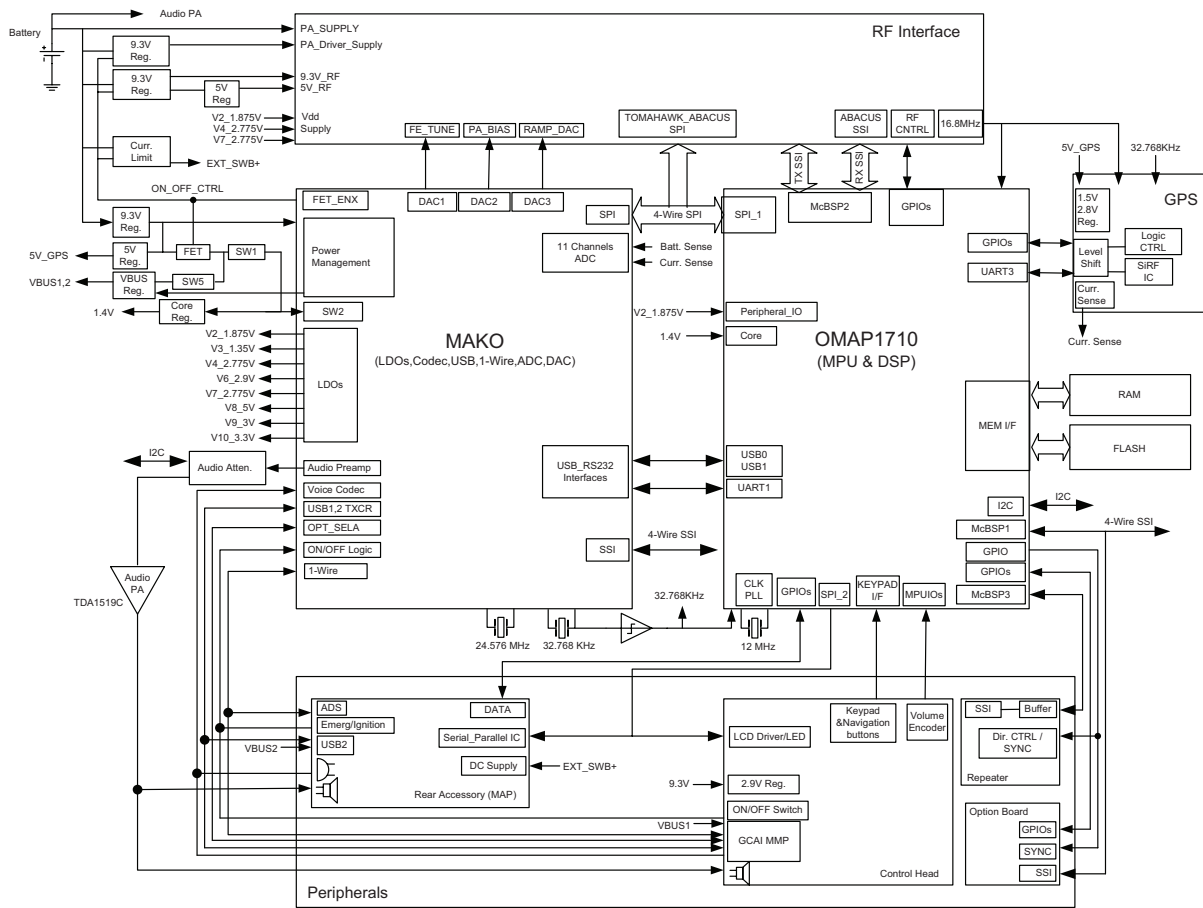 Audio PA
Battery
+
-
9.3V
Reg.
9.3V
Reg.
5V
Reg
Curr.
Limit
EXT_SWB+
V2_1.875V
V4_2.775V
V7_2.775V
PA_SUPPLY
PA_Driver_Supply
9.3V_RF
5V_RF
Vdd
Supply
RF Interface
FE_TUNE
PA_BIAS
RAMP_DAC
TOMAHAWK_ABACUS
SPI
ABACUS
SSI
RF
CNTRL
16.8MHz
TX SSI
RX SSI
5V_GPS
32.768KHz
GPS
1.5V
2.8V
Reg.
Level
Shift
Logic
CTRL
SiRF
IC
Curr.
Sense
Curr. Sense
ON_OFF_CTRL
9.3V
Reg.
5V
Reg.
FET
SW1
5V_GPS
VBUS1,2
VBUS
Reg.
SW5
1.4V
Core
Reg.
FET_ENX
Power
Management
SW2
DAC1
DAC2
DAC3
SPI
4-Wire SPI
11 Channels
ADC
Batt. Sense
Curr. Sense
MAKO
(LDOs,Codec,USB,1-Wire,ADC,DAC)
V2_1.875V
V3_1.35V
V4_2.775V
V6_2.9V
V7_2.775V
V8_5V
V9_3V
V10_3.3V
LDOs
I2C
Audio Atten.
Audio Preamp
Voice Codec
USB1,2 TXCR
OPT_SELA
ON/OFF Logic
1-Wire
USB_RS232
Interfaces
SSI
4-Wire SSI
Audio
PA
TDA1519C
24.576 MHz
32.768 KHz
32.768KHz
SPI_1
McBSP2
GPIOs
GPIOs
UART3
V2_1.875V
Peripheral_IO
1.4V
Core
OMAP1710
(MPU & DSP)
MEM I/F
RAM
FLASH
USB0
USB1
UART1
I2C
I2C
McBSP1
4-Wire SSI
GPIO
GPIOs
McBSP3
CLK
PLL
GPIOs
SPI_2
KEYPAD
I/F
MPUIOs
12 MHz
ADS
Emerg/Ignition
VBUS2
USB2
DATA
Serial_Parallel IC
DC Supply
EXT_SWB+
Rear Accessory (MAP)
LCD Driver/LED
Keypad
&Navigation
buttons
Volume
Encoder
9.3V
2.9V Reg.
ON/OFF Switch
VBUS1
GCAI MMP
Control Head
SSI
Buffer
Dir. CTRL /
SYNC
Repeater
Option Board
GPIOs
SYNC
SSI
Peripherals